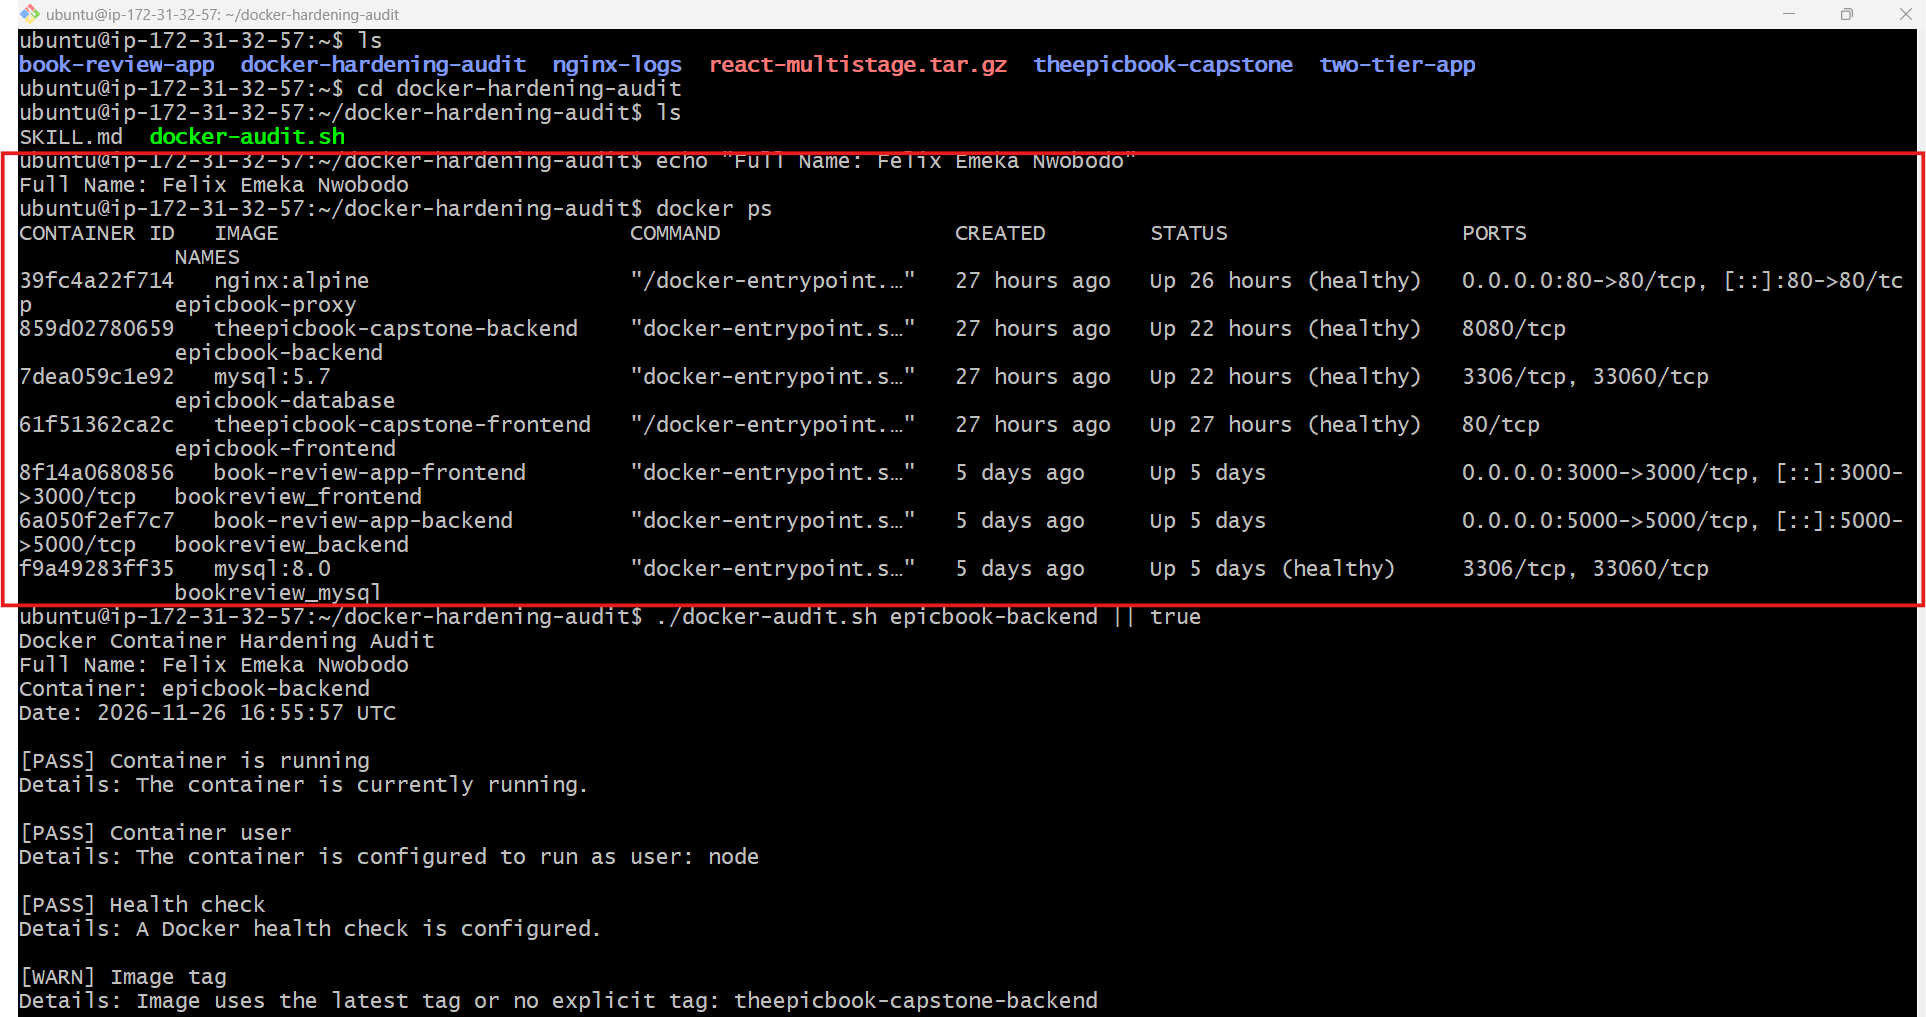 ubuntu@ip-172-31-32-57: ~/docker-hardening-audit
ubuntu@ip-172-31-32-57:~$ ls
book-review-app  docker-hardening-audit  nginx-logs  react-multistage.tar.gz  theepicbook-capstone  two-tier-app
ubuntu@ip-172-31-32-57:~$ cd docker-hardening-audit
ubuntu@ip-172-31-32-57:~/docker-hardening-audit$ ls
SKILL.md  docker-audit.sh
ubuntu@ip-172-31-32-57:~/docker-hardening-audit$ echo "Full Name: Felix Emeka Nwobodo"
Full Name: Felix Emeka Nwobodo
ubuntu@ip-172-31-32-57:~/docker-hardening-audit$ docker ps
CONTAINER ID   IMAGE                           COMMAND                  CREATED        STATUS                  PORTS
            NAMES
39fc4a22f714   nginx:alpine                    "/docker-entrypoint.…"   27 hours ago   Up 26 hours (healthy)   0.0.0.0:80->80/tcp, [::]:80->80/tc
p           epicbook-proxy
859d02780659   theepicbook-capstone-backend    "docker-entrypoint.s…"   27 hours ago   Up 22 hours (healthy)   8080/tcp
            epicbook-backend
7dea059c1e92   mysql:5.7                       "docker-entrypoint.s…"   27 hours ago   Up 22 hours (healthy)   3306/tcp, 33060/tcp
            epicbook-database
61f51362ca2c   theepicbook-capstone-frontend   "/docker-entrypoint.…"   27 hours ago   Up 27 hours (healthy)   80/tcp
            epicbook-frontend
8f14a0680856   book-review-app-frontend        "docker-entrypoint.s…"   5 days ago     Up 5 days               0.0.0.0:3000->3000/tcp, [::]:3000-
>3000/tcp   bookreview_frontend
6a050f2ef7c7   book-review-app-backend         "docker-entrypoint.s…"   5 days ago     Up 5 days               0.0.0.0:5000->5000/tcp, [::]:5000-
>5000/tcp   bookreview_backend
f9a49283ff35   mysql:8.0                       "docker-entrypoint.s…"   5 days ago     Up 5 days (healthy)     3306/tcp, 33060/tcp
            bookreview_mysql
ubuntu@ip-172-31-32-57:~/docker-hardening-audit$ ./docker-audit.sh epicbook-backend || true
Docker Container Hardening Audit
Full Name: Felix Emeka Nwobodo
Container: epicbook-backend
Date: 2026-11-26 16:55:57 UTC
[PASS] Container is running
Details: The container is currently running.
[PASS] Container user
Details: The container is configured to run as user: node
[PASS] Health check
Details: A Docker health check is configured.
[WARN] Image tag
Details: Image uses the latest tag or no explicit tag: theepicbook-capstone-backend